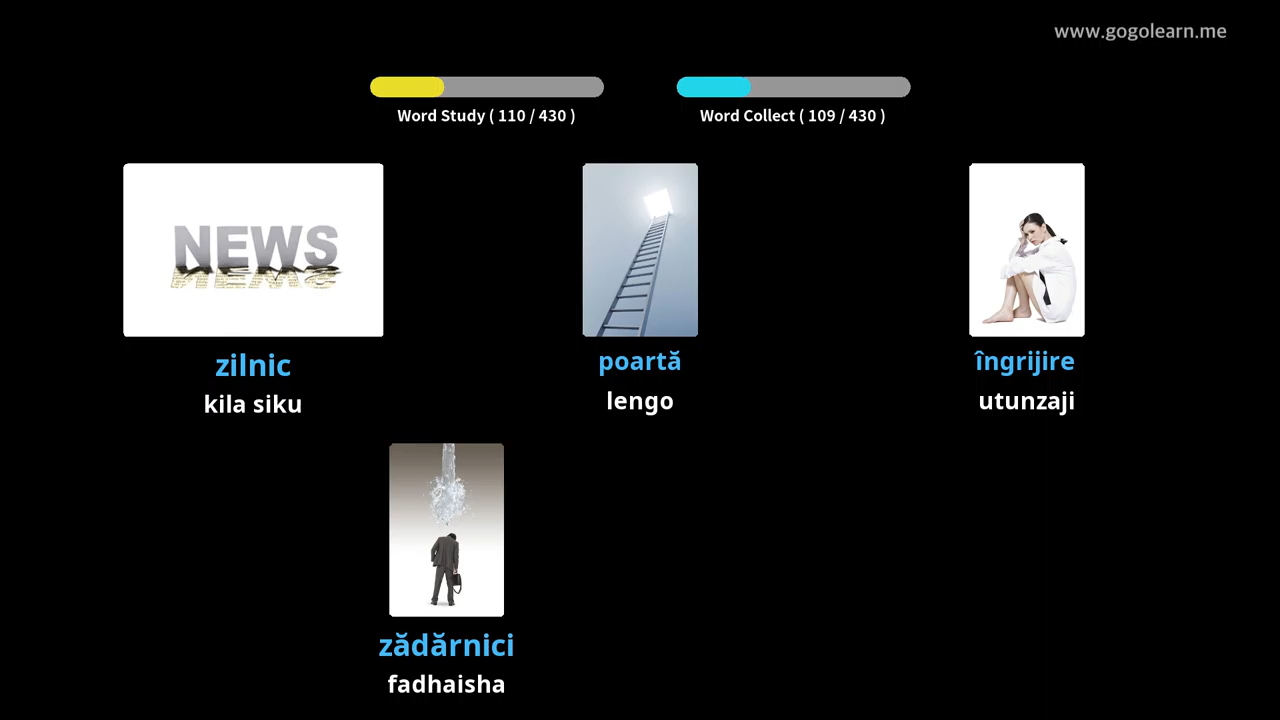 www.gogolearn.me
Word Study ( 110 / 430 )
Word Collect ( 109 / 430 )
NEWS
zilnic
kila siku
poartă
lengo
îngrijire
utunzaji
zădărnici
fadhaisha